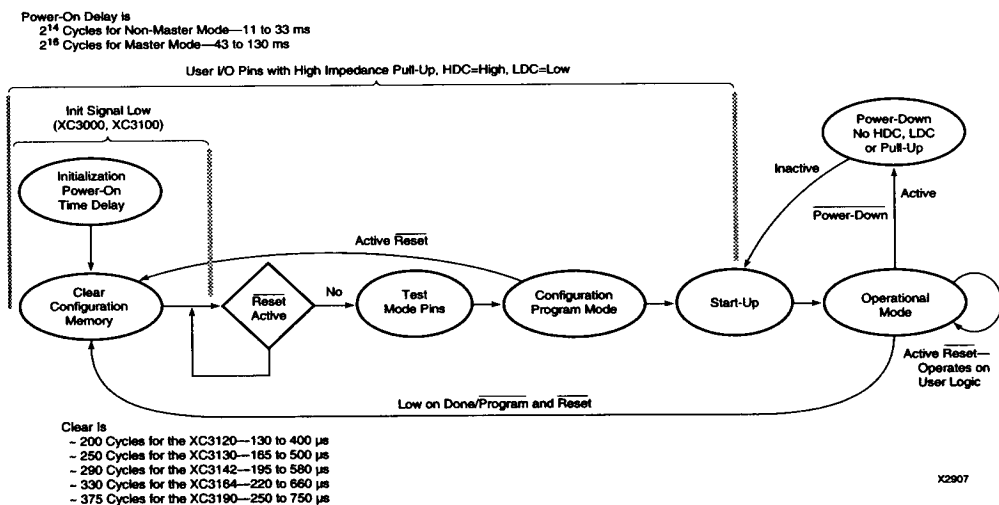 Power-On Delay is
2¹⁴ Cycles for Non-Master Mode—11 to 33 ms
2¹⁶ Cycles for Master Mode—43 to 130 ms
User I/O Pins with High Impedance Pull-Up, HDC=High, LDC=Low
Init Signal Low
(XC3000, XC3100)
Initialization
Power-On
Time Delay
Power-Down
No HDC, LDC
or Pull-Up
Inactive
Active
Power-Down
Active Reset
Clear
Configuration
Memory
Reset
Active
No
Test
Mode Pins
Configuration
Program Mode
Start-Up
Operational
Mode
Active Reset—
Operates on
User Logic
Low on Done/Program and Reset
Clear Is
~ 200 Cycles for the XC3120—130 to 400 µs
~ 250 Cycles for the XC3130—165 to 500 µs
~ 290 Cycles for the XC3142—195 to 580 µs
~ 330 Cycles for the XC3164—220 to 660 µs
~ 375 Cycles for the XC3190—250 to 750 µs
X2907